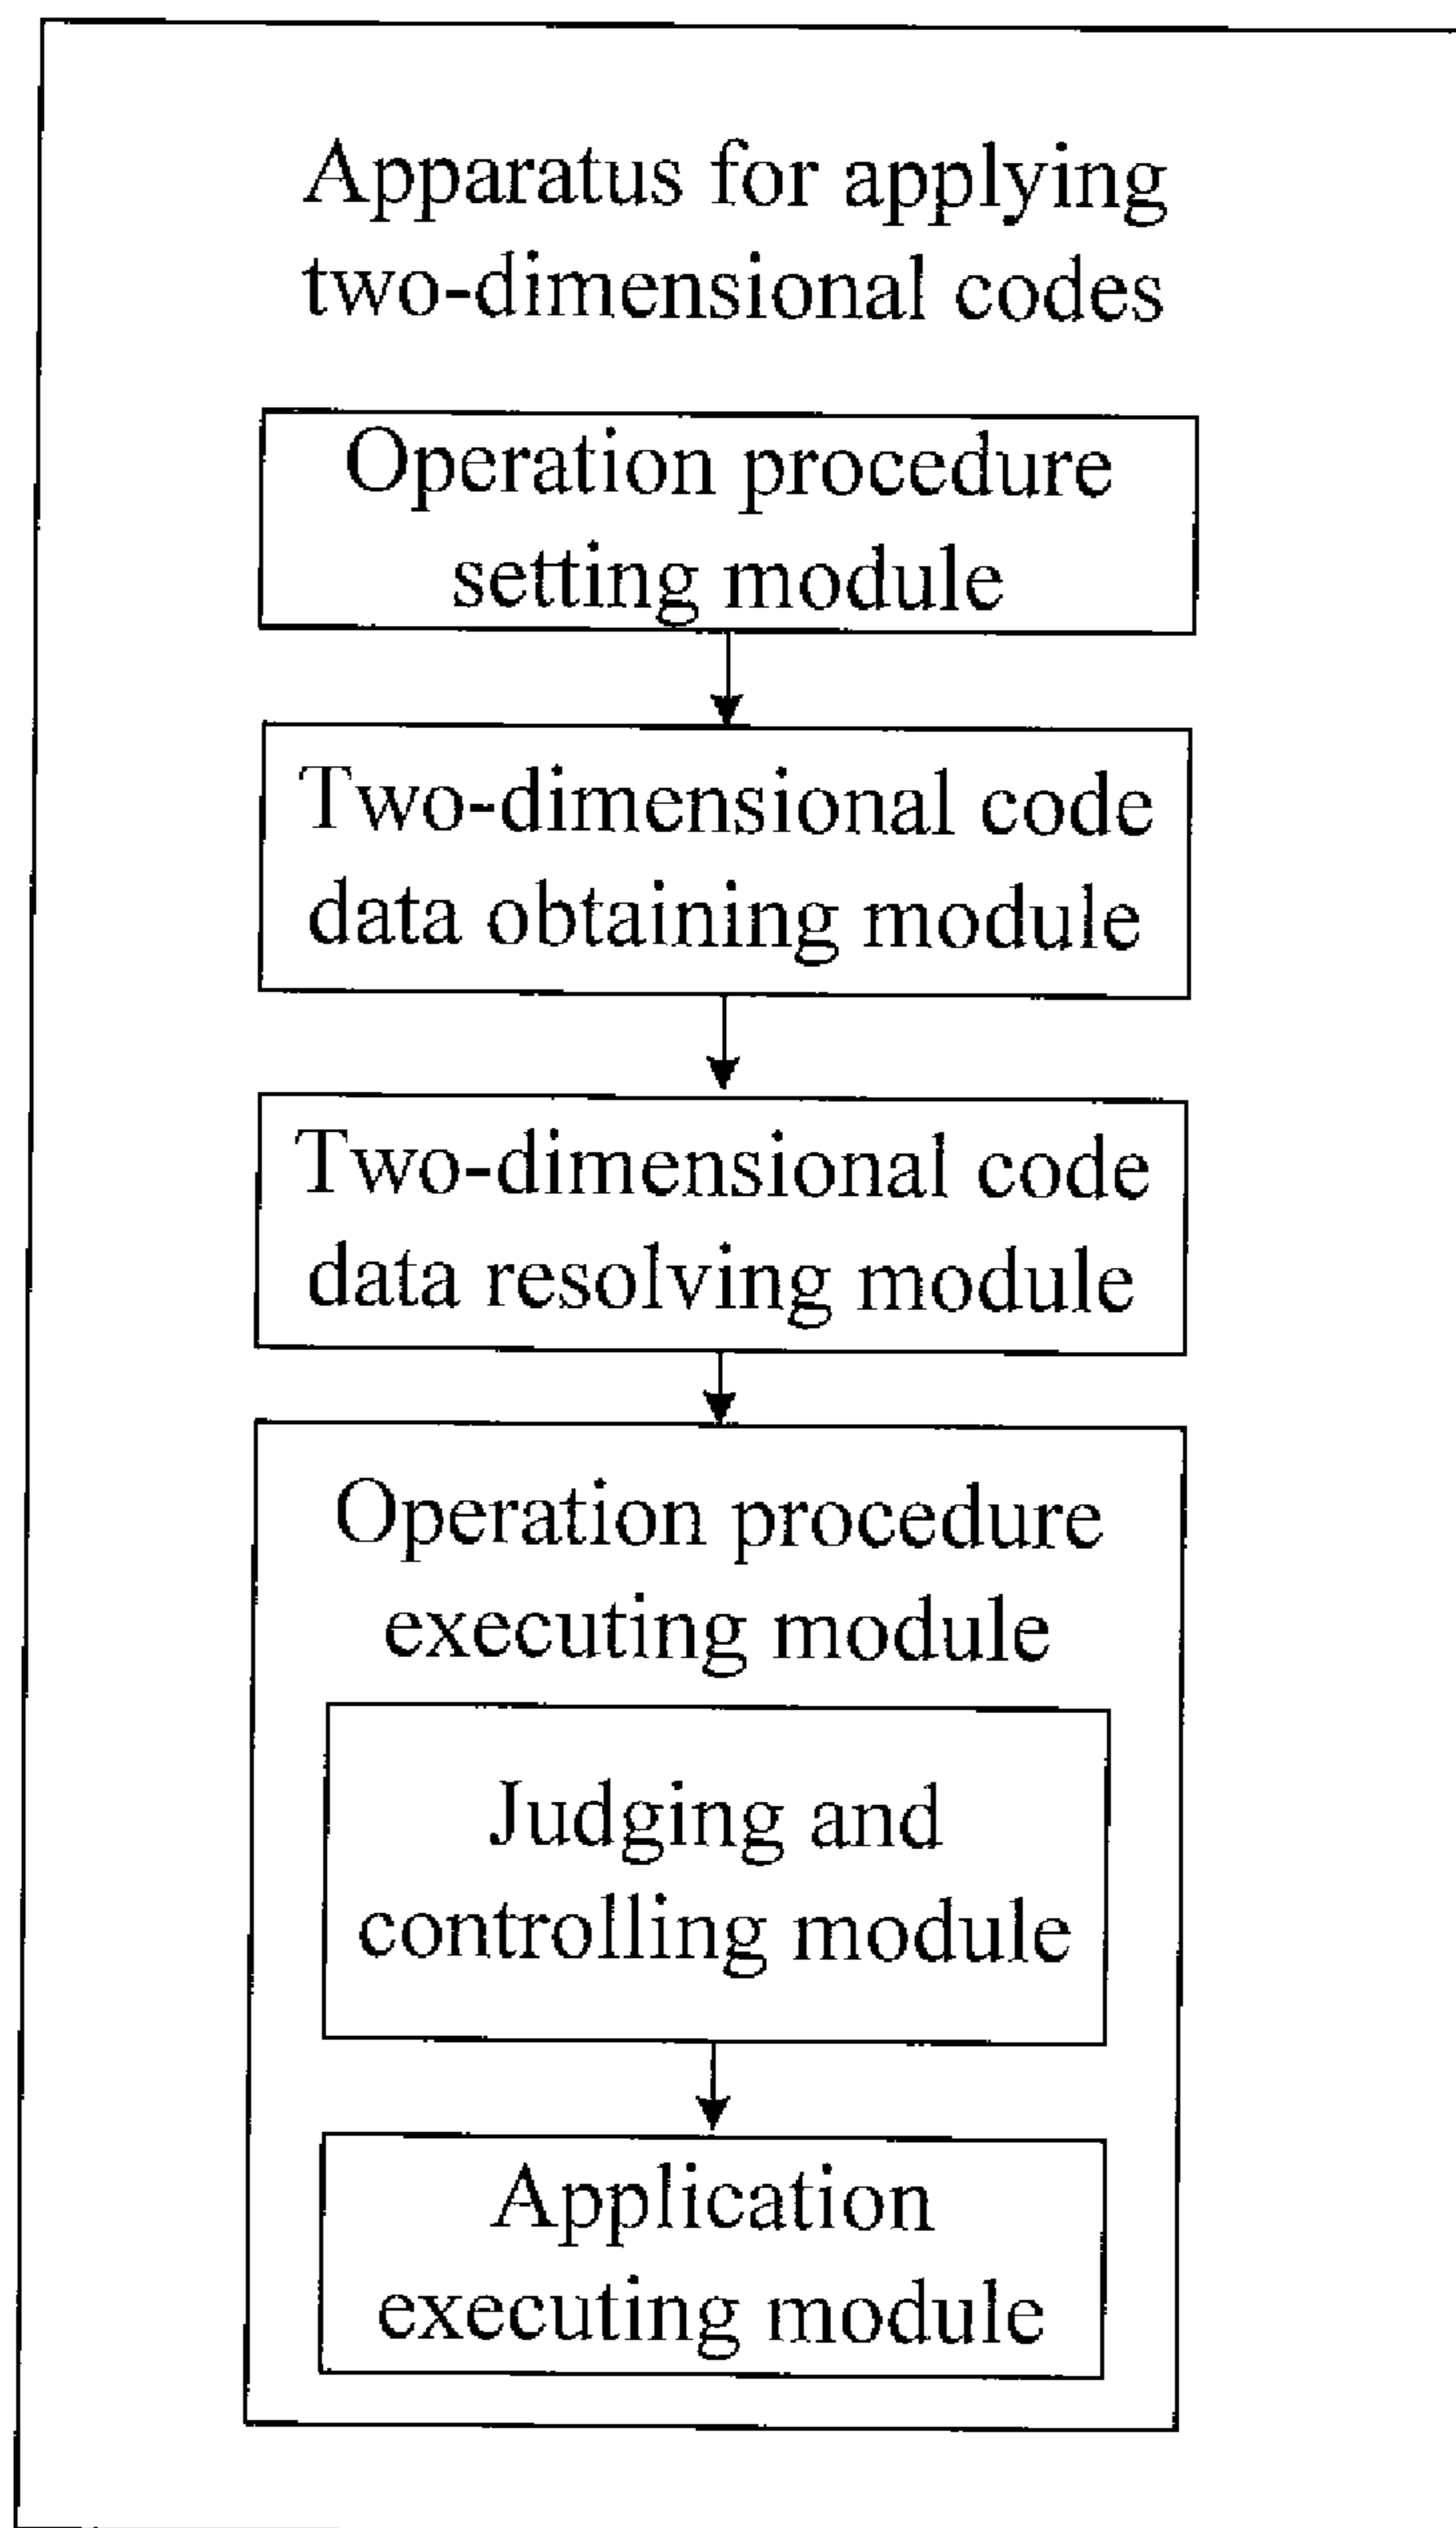 Apparatus for applying
two-dimensional codes
Operation procedure
setting module
Two-dimensional code
data obtaining module
Two-dimensional code
data resolving module
Operation procedure
executing module
Judging and
controlling module
Application
executing module